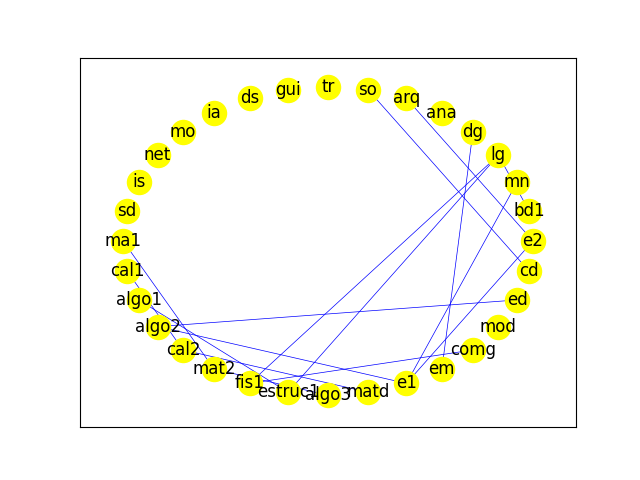 tr
gui
so
ds
arq
ia
ana
mo
dg
net
lg
is
mn
sd
bd1
ma1
e2
cal1
cd
algo1
ed
algo2
mod
cal2
comg
mat2
em
fis1
e1
estruc1
matd
algo3